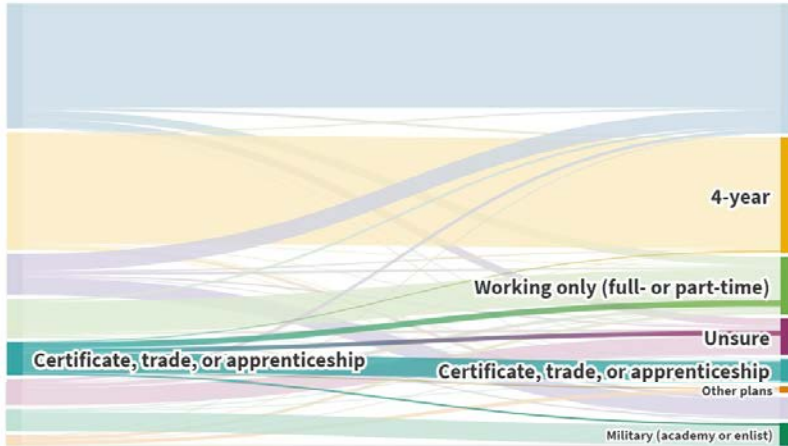 4-year
Working only (full- or part-time)
Unsure
Certificate, trade, or apprenticeship
Certificate, trade, or apprenticeship
Other plans
Military (academy or enlist)